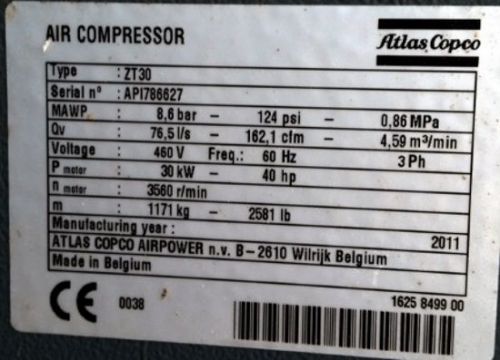 AIR COMPRESSOR
Atlas Copco
Type : ZT30
Serial n° : API786627
MAWP : 8,6 bar – 124 psi – 0,86 MPa
Qv : 76,5 l/s – 162,1 cfm – 4,59 m³/min
Voltage : 460 V Freq.: 60 Hz 3 Ph
P motor : 30 kW – 40 hp
n motor : 3560 r/min
m : 1171 kg – 2581 lb
Manufacturing year : 2011
ATLAS COPCO AIRPOWER n.v. B – 2610 Wilrijk Belgium
Made in Belgium
CE 0038
1625 8499 00